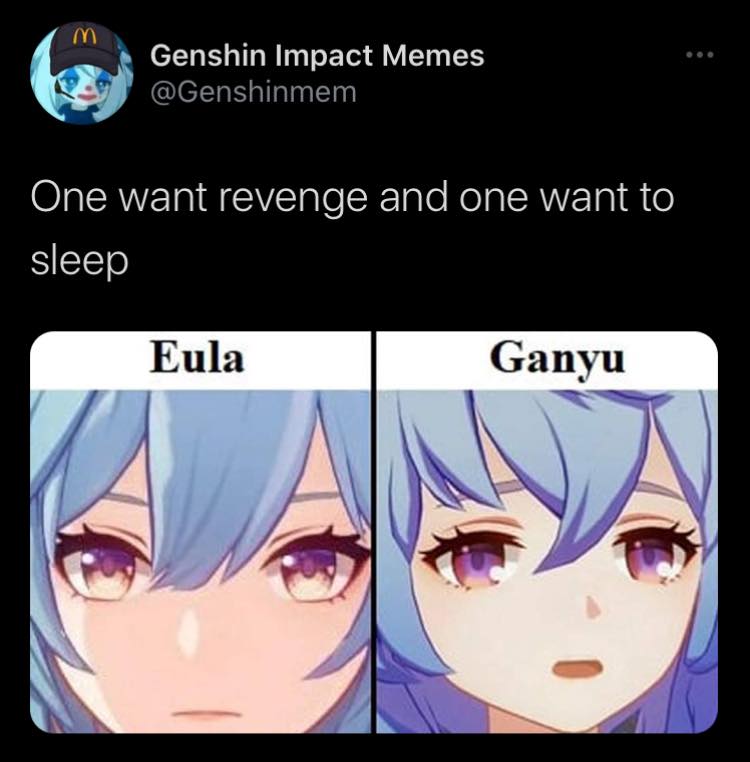 Genshin Impact Memes
@Genshinmem
One want revenge and one want to
sleep
Eula
Ganyu